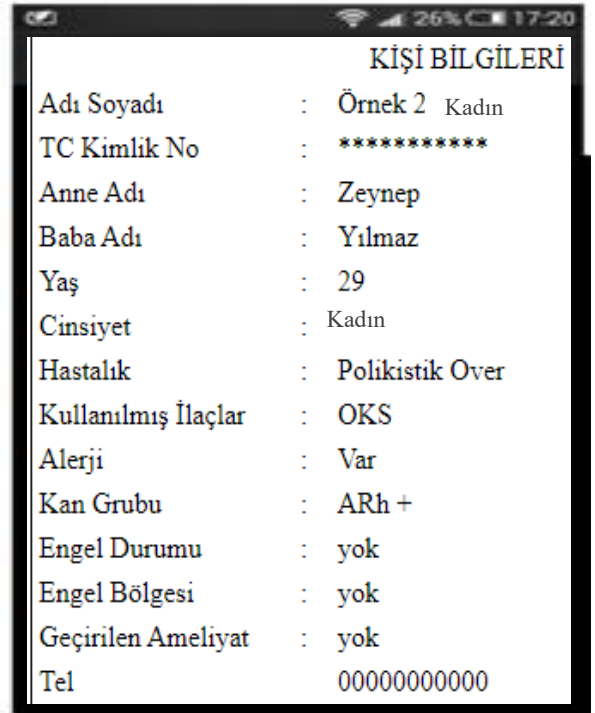 26% 17:20
KİŞİ BİLGİLERİ
Adı Soyadı : Örnek 2 Kadın
TC Kimlik No : ***********
Anne Adı : Zeynep
Baba Adı : Yılmaz
Yaş : 29
Cinsiyet : Kadın
Hastalık : Polikistik Over
Kullanılmış İlaçlar : OKS
Alerji : Var
Kan Grubu : ARh +
Engel Durumu : yok
Engel Bölgesi : yok
Geçirilen Ameliyat : yok
Tel 00000000000